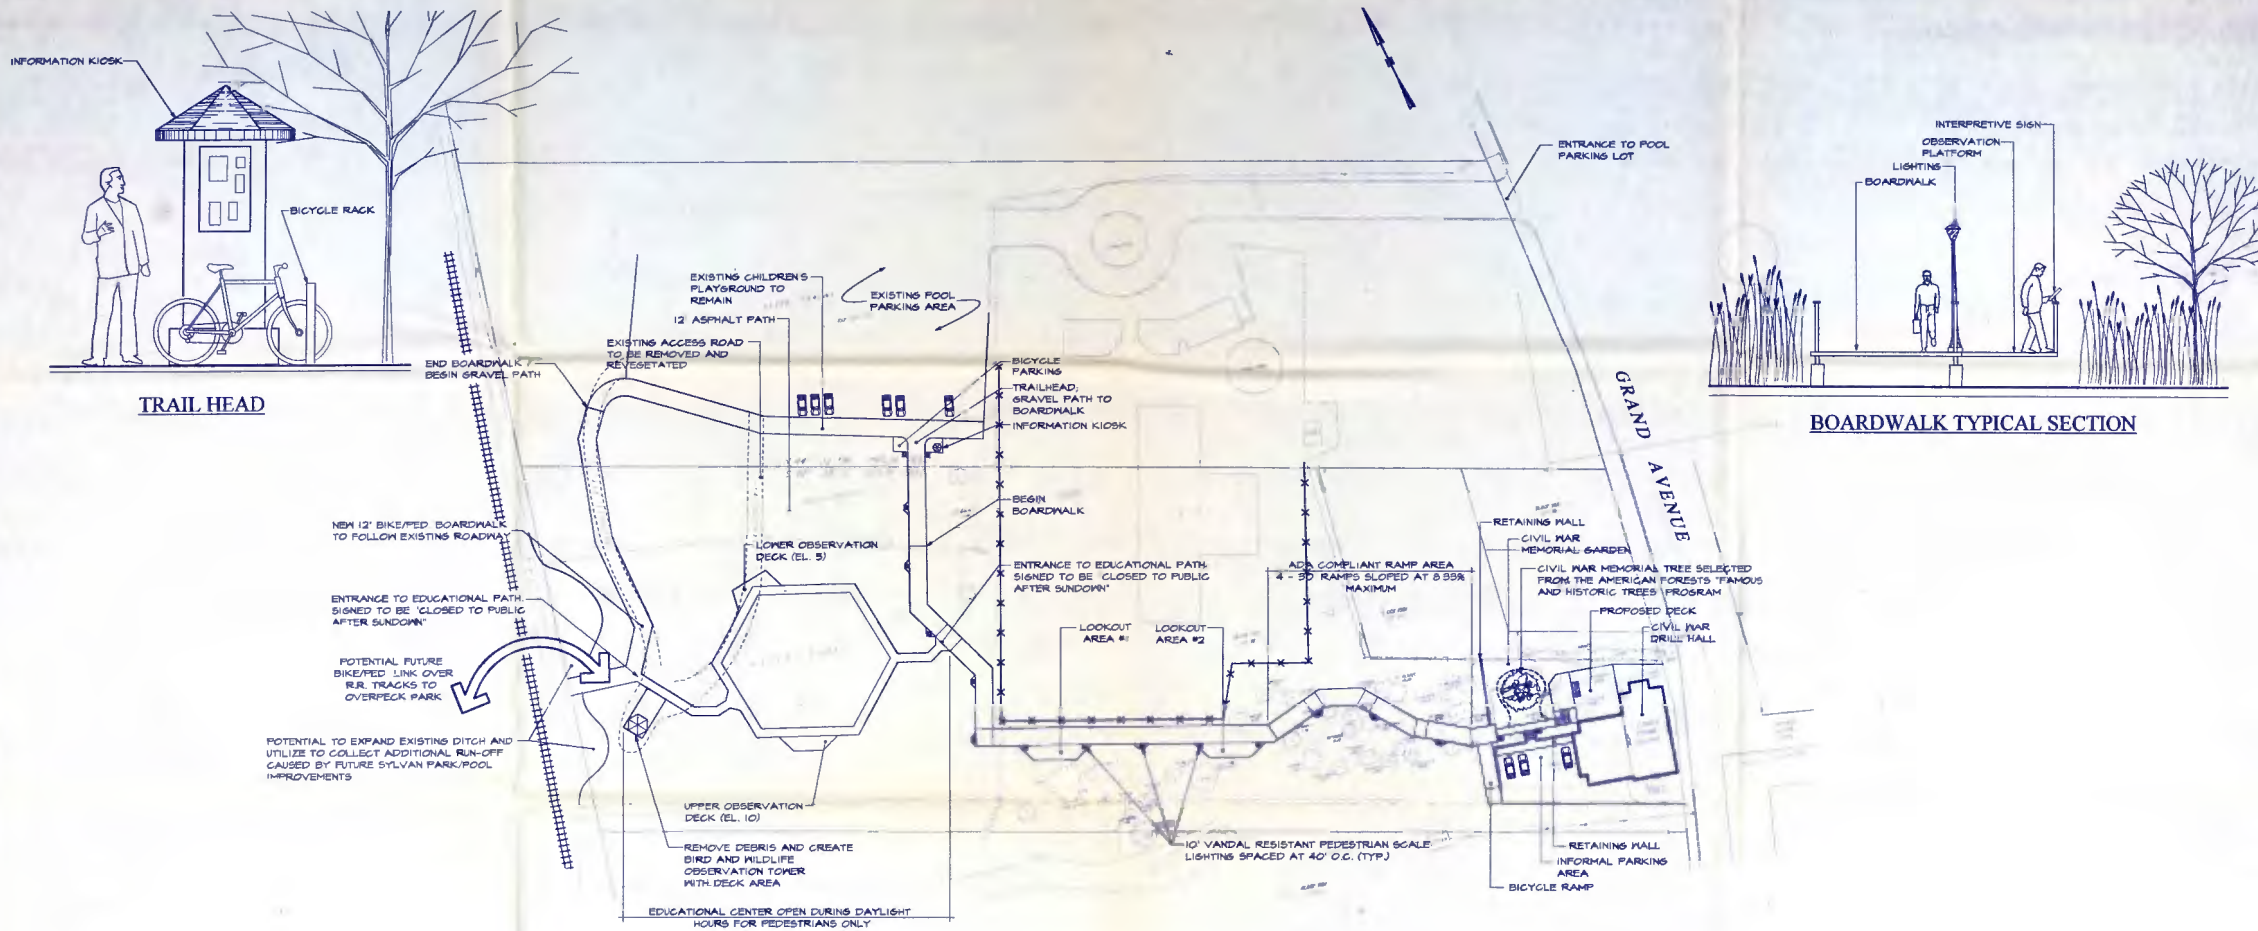 INFORMATION KIOSK
BICYCLE RACK
TRAIL HEAD
ENTRANCE TO POOL
PARKING LOT
INTERPRETIVE SIGN
OBSERVATION
PLATFORM
LIGHTING
BOARDWALK
BOARDWALK TYPICAL SECTION
EXISTING CHILDREN'S
PLAYGROUND TO
REMAIN
EXISTING POOL
PARKING AREA
12' ASPHALT PATH
EXISTING ACCESS ROAD
TO BE REMOVED AND
REVEGETATED
END BOARDWALK /
BEGIN GRAVEL PATH
BICYCLE
PARKING
TRAILHEAD;
GRAVEL PATH TO
BOARDWALK
INFORMATION KIOSK
GRAND AVENUE
BEGIN
BOARDWALK
NEW 12' BIKE/PED. BOARDWALK
TO FOLLOW EXISTING ROADWAY
LOWER OBSERVATION
DECK (EL. 5)
ENTRANCE TO EDUCATIONAL PATH.
SIGNED TO BE "CLOSED TO PUBLIC
AFTER SUNDOWN"
ENTRANCE TO EDUCATIONAL PATH.
SIGNED TO BE "CLOSED TO PUBLIC
AFTER SUNDOWN"
ADA COMPLIANT RAMP AREA
4 - 30' RAMPS SLOPED AT 8.33%
MAXIMUM
RETAINING WALL
CIVIL WAR
MEMORIAL GARDEN
CIVIL WAR MEMORIAL TREE SELECTED
FROM THE AMERICAN FORESTS "FAMOUS
AND HISTORIC TREES" PROGRAM
PROPOSED DECK
CIVIL WAR
DRILL HALL
LOOKOUT
AREA #1
LOOKOUT
AREA #2
POTENTIAL FUTURE
BIKE/PED. LINK OVER
R.R. TRACKS TO
OVERPECK PARK
POTENTIAL TO EXPAND EXISTING DITCH AND
UTILIZE TO COLLECT ADDITIONAL RUN-OFF
CAUSED BY FUTURE SYLVAN PARK/POOL
IMPROVEMENTS
UPPER OBSERVATION
DECK (EL. 10)
REMOVE DEBRIS AND CREATE
BIRD AND WILDLIFE
OBSERVATION TOWER
WITH DECK AREA
EDUCATIONAL CENTER OPEN DURING DAYLIGHT
HOURS FOR PEDESTRIANS ONLY
10' VANDAL RESISTANT PEDESTRIAN SCALE
LIGHTING SPACED AT 40' O.C. (TYP.)
RETAINING WALL
INFORMAL PARKING
AREA
BICYCLE RAMP